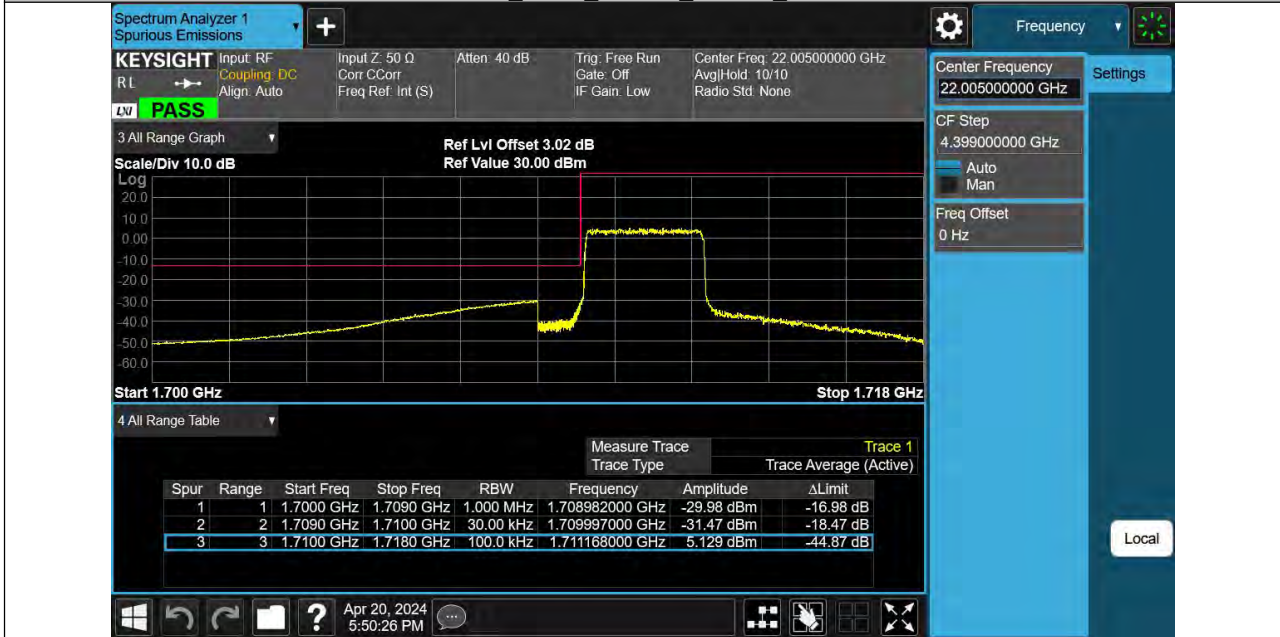 Spectrum Analyzer 1
Spurious Emissions
Frequency
KEYSIGHT
RL
LXI PASS
Input: RF
Coupling: DC
Align: Auto
Input Z: 50 Ω
Corr CCorr
Freq Ref: Int (S)
Atten: 40 dB
Trig: Free Run
Gate: Off
IF Gain: Low
Center Freq: 22.005000000 GHz
Avg|Hold: 10/10
Radio Std: None
Center Frequency
22.005000000 GHz
Settings
CF Step
4.399000000 GHz
Auto
Man
Freq Offset
0 Hz
3 All Range Graph
Scale/Div 10.0 dB
Ref Lvl Offset 3.02 dB
Ref Value 30.00 dBm
Log
20.0
10.0
0.00
-10.0
-20.0
-30.0
-40.0
-50.0
-60.0
Start 1.700 GHz Stop 1.718 GHz
4 All Range Table
Measure Trace Trace 1
Trace Type Trace Average (Active)
Spur Range Start Freq Stop Freq RBW Frequency Amplitude ΔLimit
1 1 1.7000 GHz 1.7090 GHz 1.000 MHz 1.708982000 GHz -29.98 dBm -16.98 dB
2 2 1.7090 GHz 1.7100 GHz 30.00 kHz 1.709997000 GHz -31.47 dBm -18.47 dB
3 3 1.7100 GHz 1.7180 GHz 100.0 kHz 1.711168000 GHz 5.129 dBm -44.87 dB
Local
Apr 20, 2024
5:50:26 PM